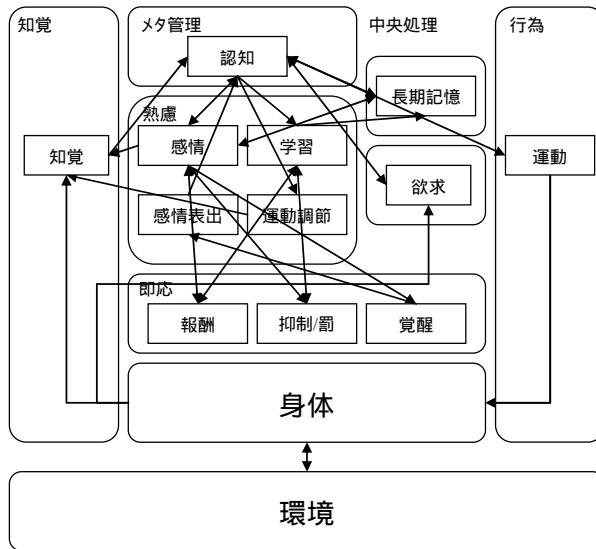 知覚
メタ管理
中央処理
行為
認知
長期記憶
熟慮
知覚
感情
学習
運動
欲求
感情表出
運動調節
即応
報酬
抑制/罰
覚醒
身体
環境